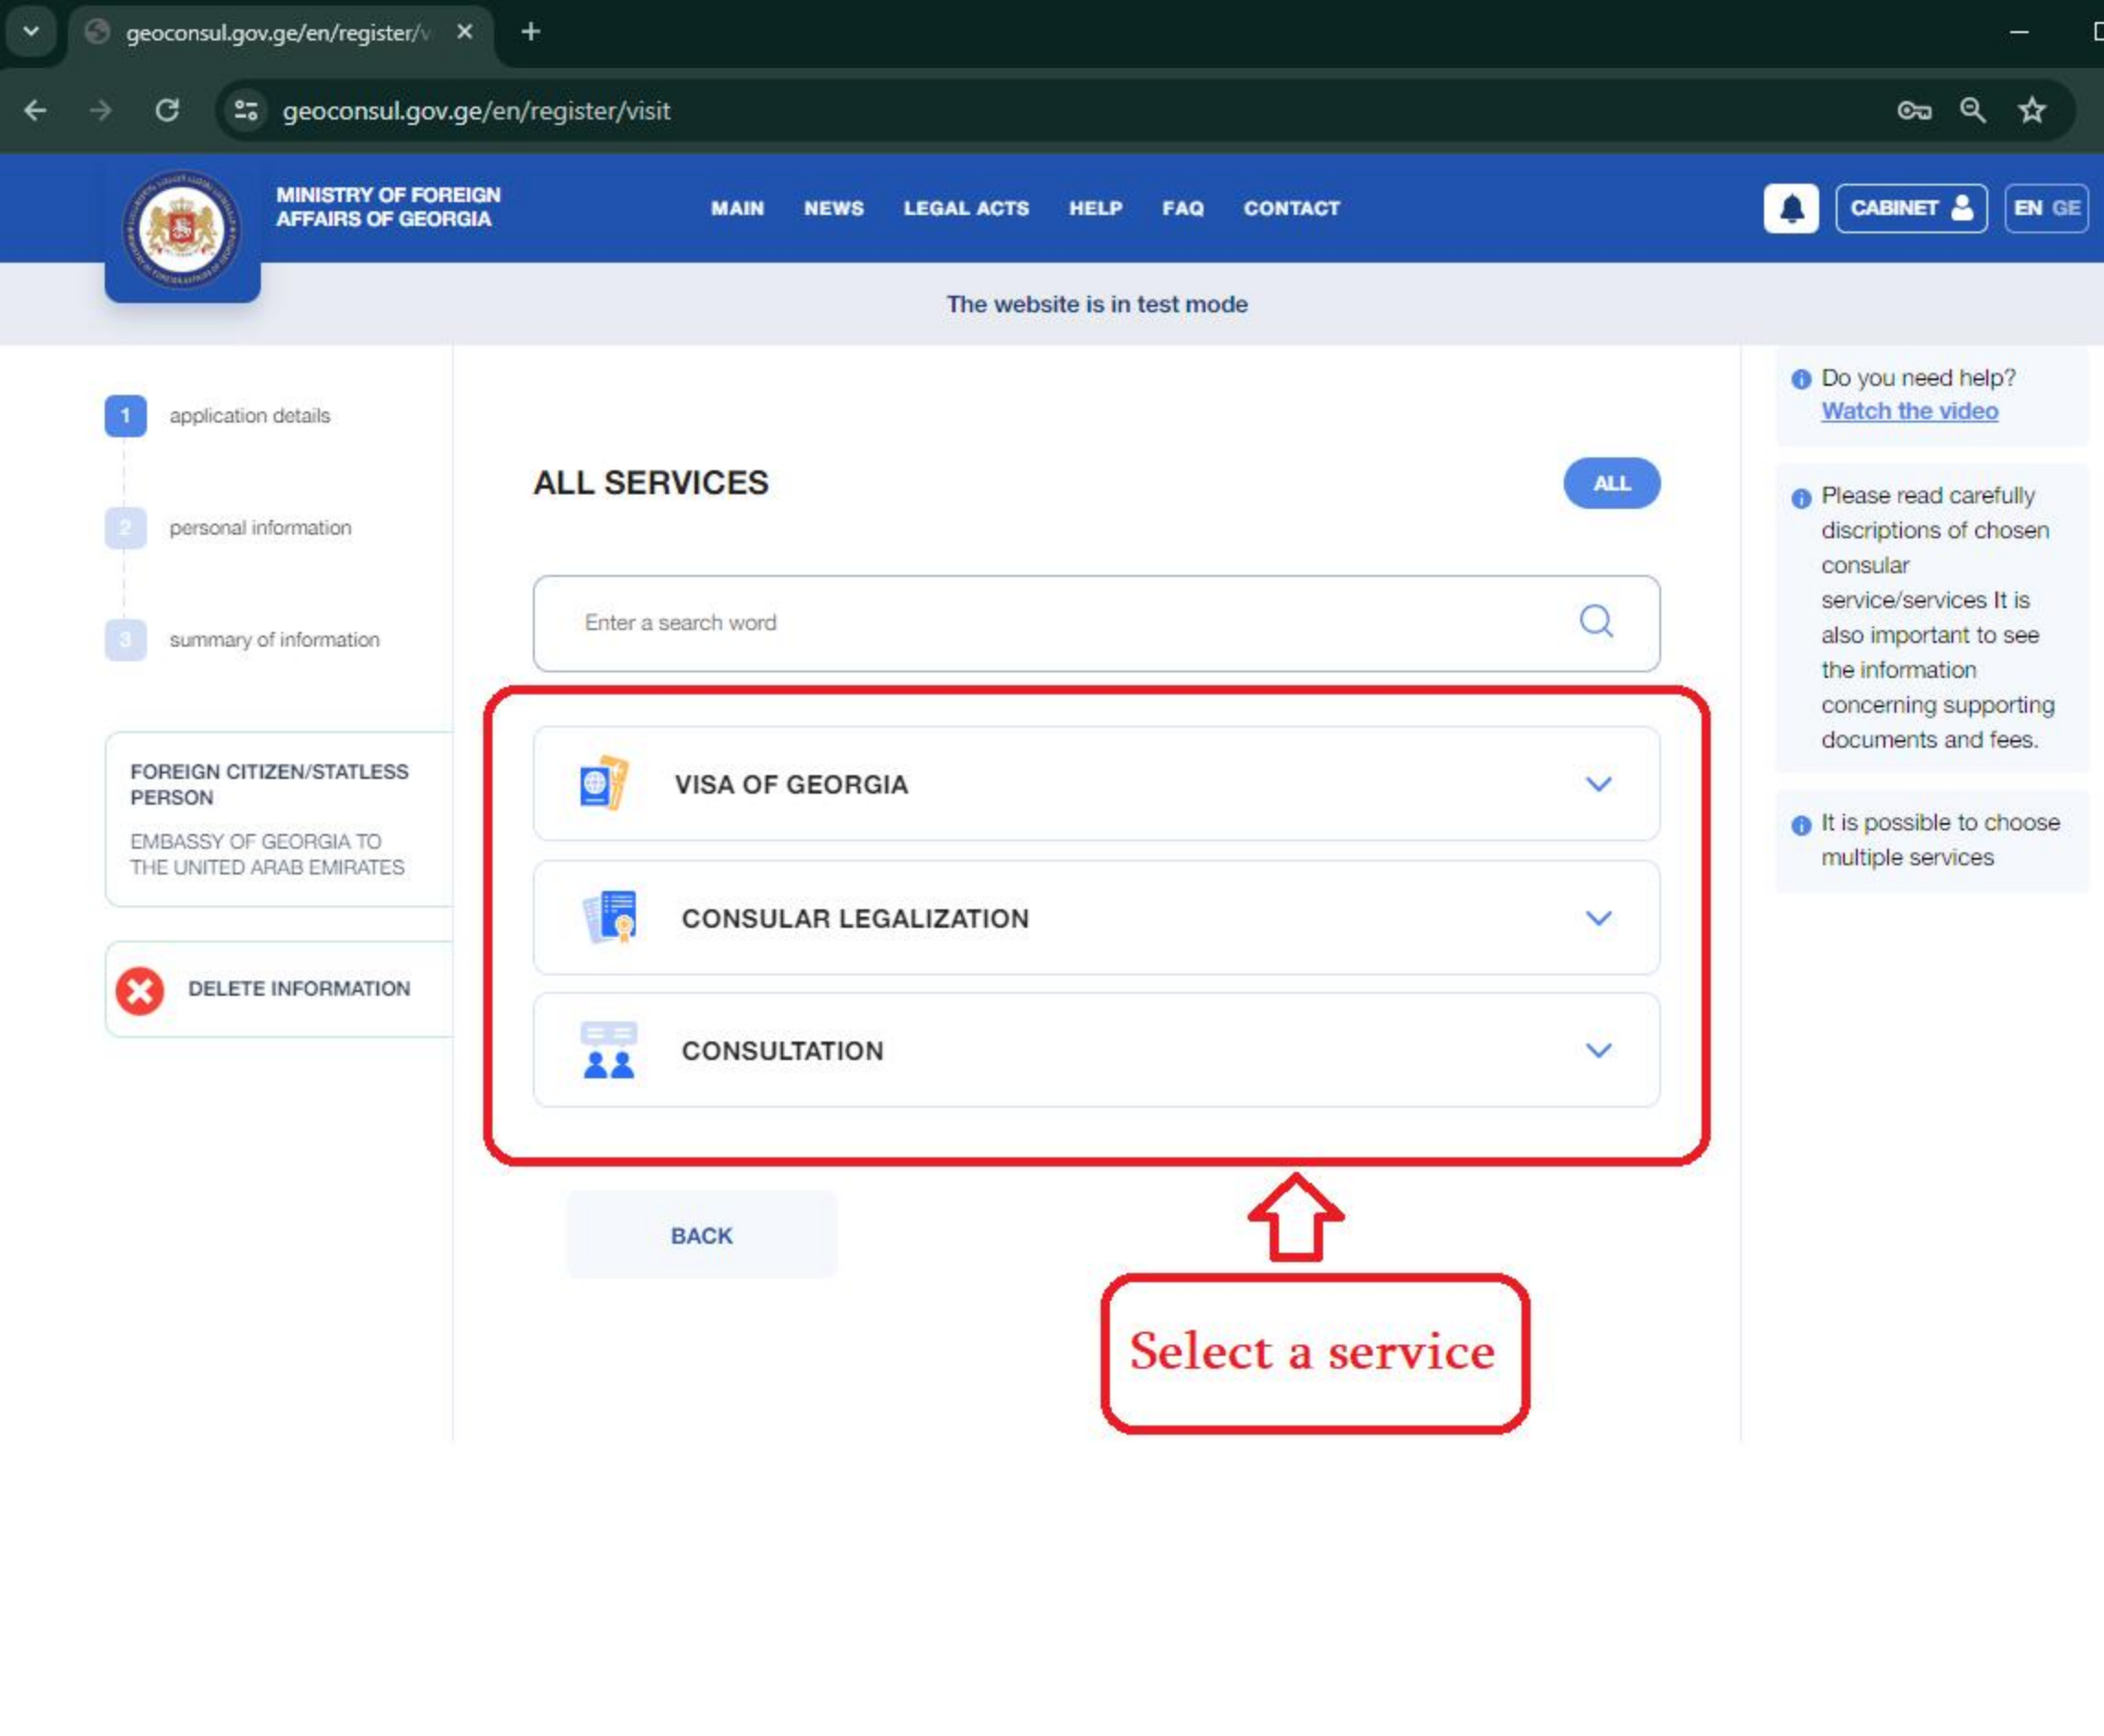 geoconsul.gov.ge/en/register/v
geoconsul.gov.ge/en/register/visit
MINISTRY OF FOREIGN
AFFAIRS OF GEORGIA
MAIN NEWS LEGAL ACTS HELP FAQ CONTACT
CABINET
EN GE
The website is in test mode
1 application details
2 personal information
3 summary of information
FOREIGN CITIZEN/STATLESS
PERSON
EMBASSY OF GEORGIA TO
THE UNITED ARAB EMIRATES
DELETE INFORMATION
ALL SERVICES
ALL
Enter a search word
VISA OF GEORGIA
CONSULAR LEGALIZATION
CONSULTATION
BACK
Select a service
Do you need help?
Watch the video
Please read carefully
discriptions of chosen
consular
service/services It is
also important to see
the information
concerning supporting
documents and fees.
It is possible to choose
multiple services